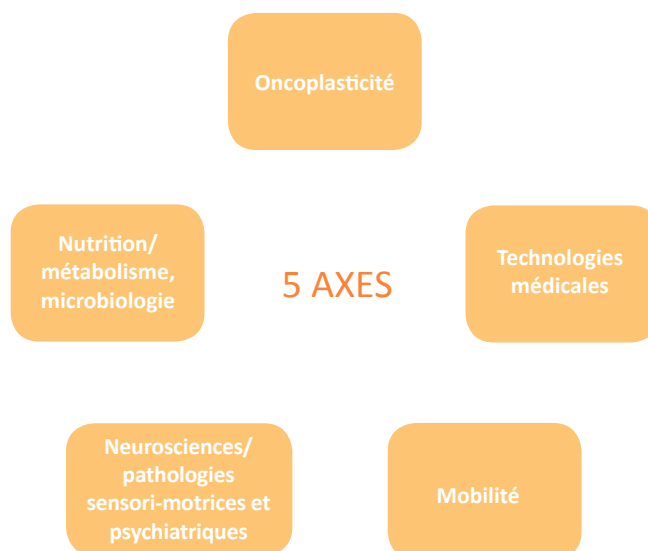 Oncoplasticité
Nutrition/
métabolisme,
microbiologie
5 AXES
Technologies
médicales
Neurosciences/
pathologies
sensori-motrices et
psychiatriques
Mobilité